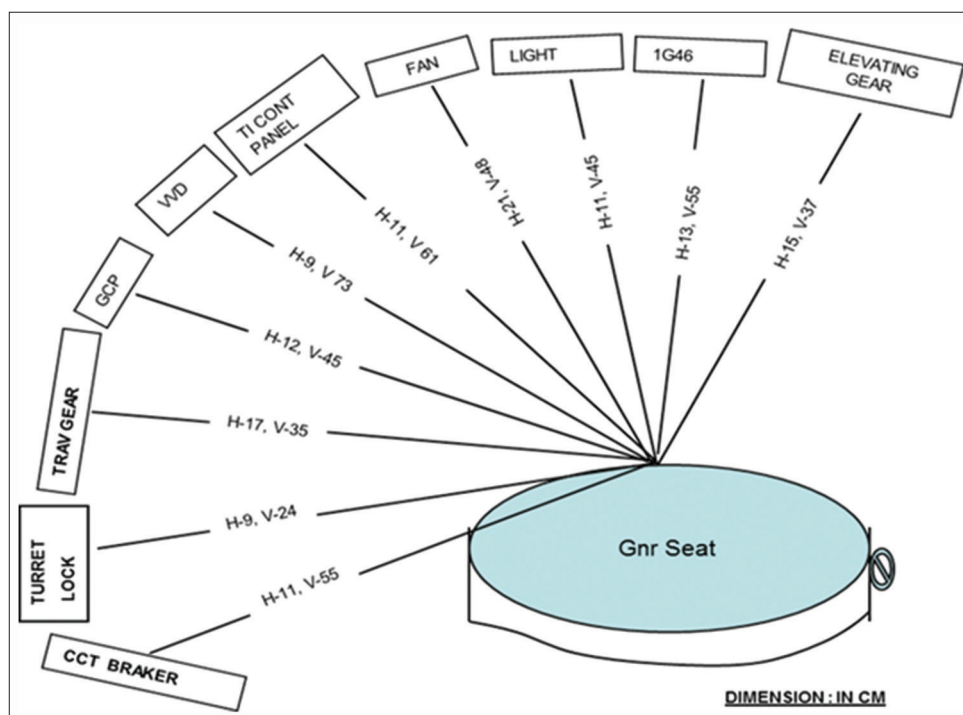 FAN
LIGHT
1G46
ELEVATING
GEAR
TI CONT
PANEL
VVD
GCP
TRAV GEAR
TURRET
LOCK
CCT BRAKER
H-21, V-48
H-11, V-45
H-13, V-55
H-15, V-37
H-11, V 61
H-9, V 73
H-12, V-45
H-17, V-35
H-9, V-24
H-11, V-55
Gnr Seat
DIMENSION : IN CM